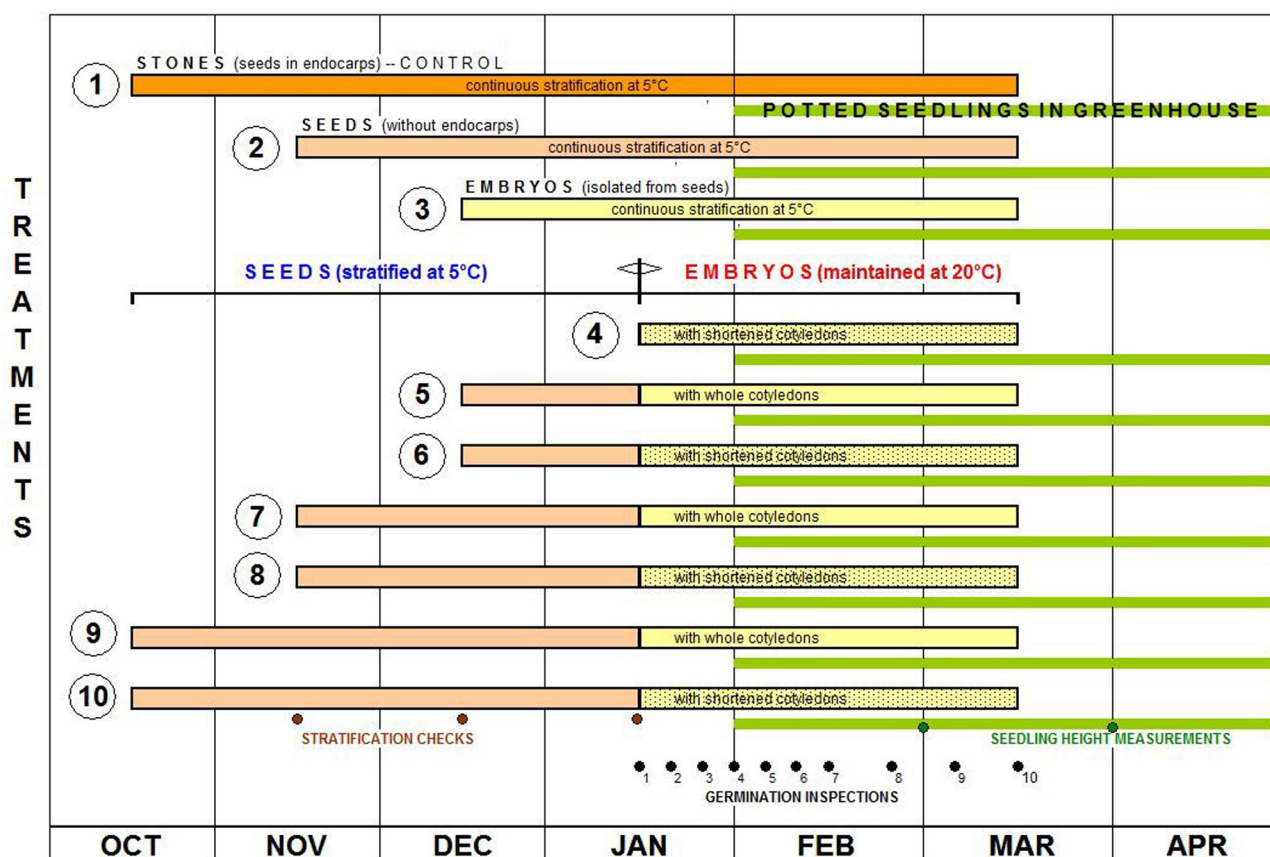 TREATMENTS
STONES (seeds in endocarps) -- CONTROL
1
continuous stratification at 5°C
POTTED SEEDLINGS IN GREENHOUSE
SEEDS (without endocarps)
2
continuous stratification at 5°C
EMBRYOS (isolated from seeds)
3
continuous stratification at 5°C
SEEDS (stratified at 5°C)
EMBRYOS (maintained at 20°C)
4
with shortened cotyledons
5
with whole cotyledons
6
with shortened cotyledons
7
with whole cotyledons
8
with shortened cotyledons
9
with whole cotyledons
10
with shortened cotyledons
STRATIFICATION CHECKS
SEEDLING HEIGHT MEASUREMENTS
1 2 3 4 5 6 7 8 9 10
GERMINATION INSPECTIONS
OCT NOV DEC JAN FEB MAR APR